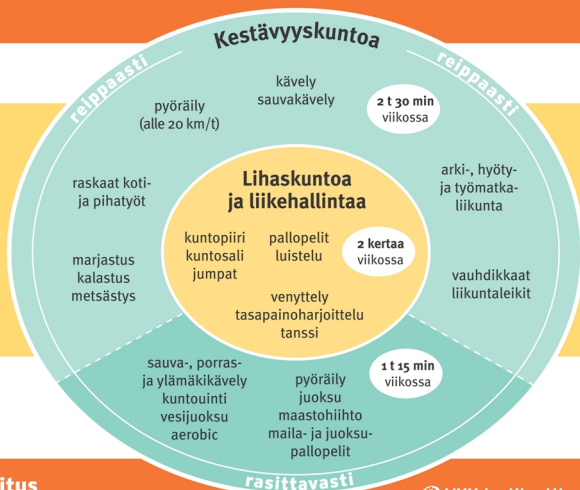 Kestävyyskuntoa
reippaasti
reippaasti
kävely
sauvakävely
2 t 30 min
viikossa
pyöräily
(alle 20 km/t)
raskaat koti-
ja pihatyöt
arki-, hyöty-
ja työmatka-
liikunta
marjastus
kalastus
metsästys
vauhdikkaat
liikuntaleikit
Lihaskuntoa
ja liikehallintaa
kuntopiiri
kuntosali
jumpat
pallopelit
luistelu
2 kertaa
viikossa
venyttely
tasapainoharjoittelu
tanssi
sauva-, porras-
ja ylämäkikävely
kuntouinti
vesijuoksu
aerobic
pyöräily
juoksu
maastohiihto
maila- ja juoksu-
pallopelit
1 t 15 min
viikossa
rasittavasti